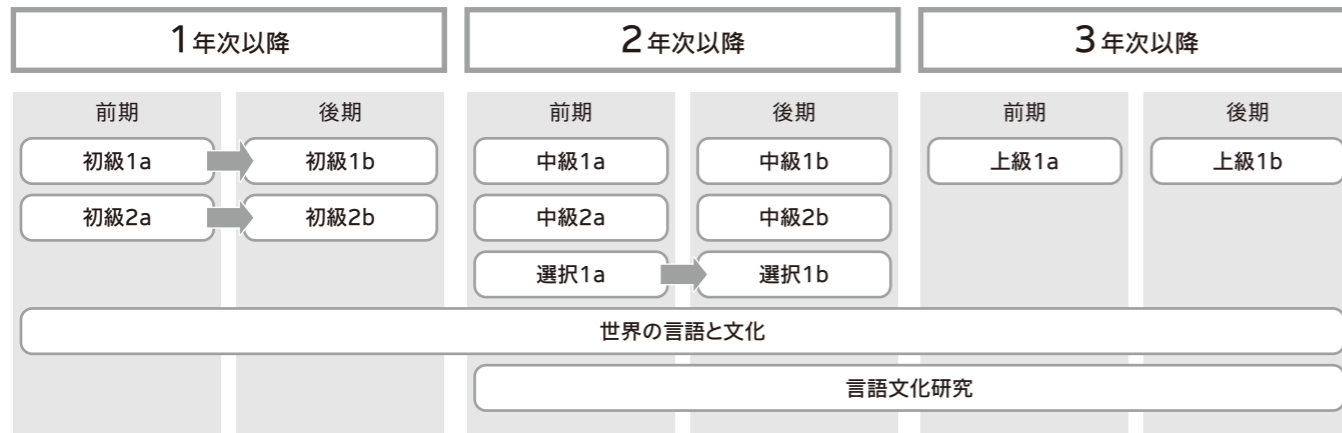 1年次以降
2年次以降
3年次以降
前期
後期
前期
後期
前期
後期
初級1a
初級1b
中級1a
中級1b
上級1a
上級1b
初級2a
初級2b
中級2a
中級2b
選択1a
選択1b
世界の言語と文化
言語文化研究